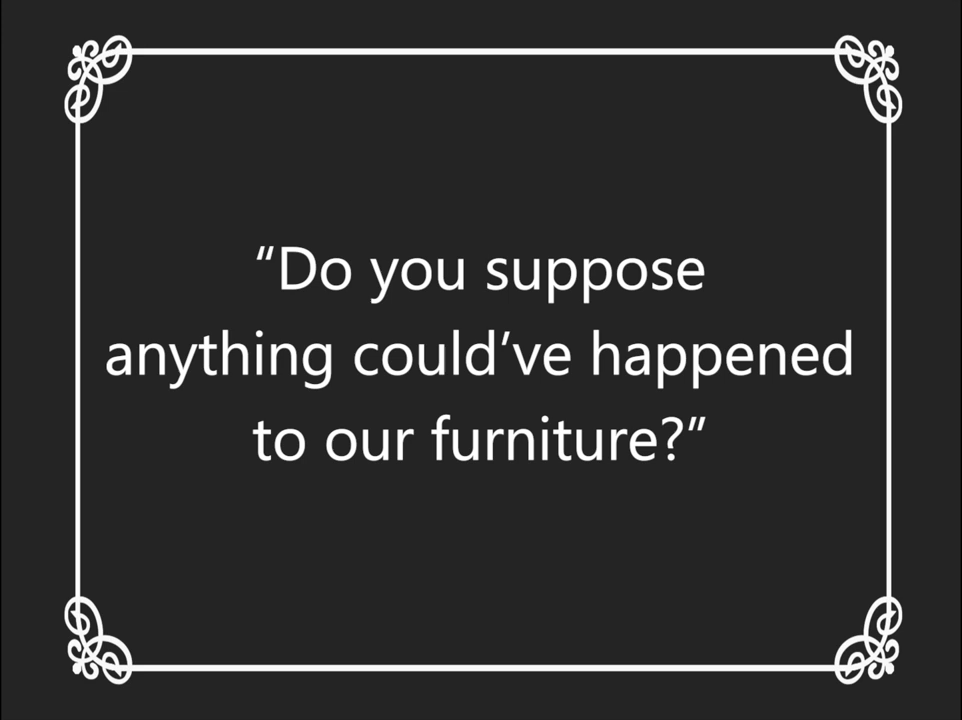 “Do you suppose
anything could’ve happened
to our furniture?”